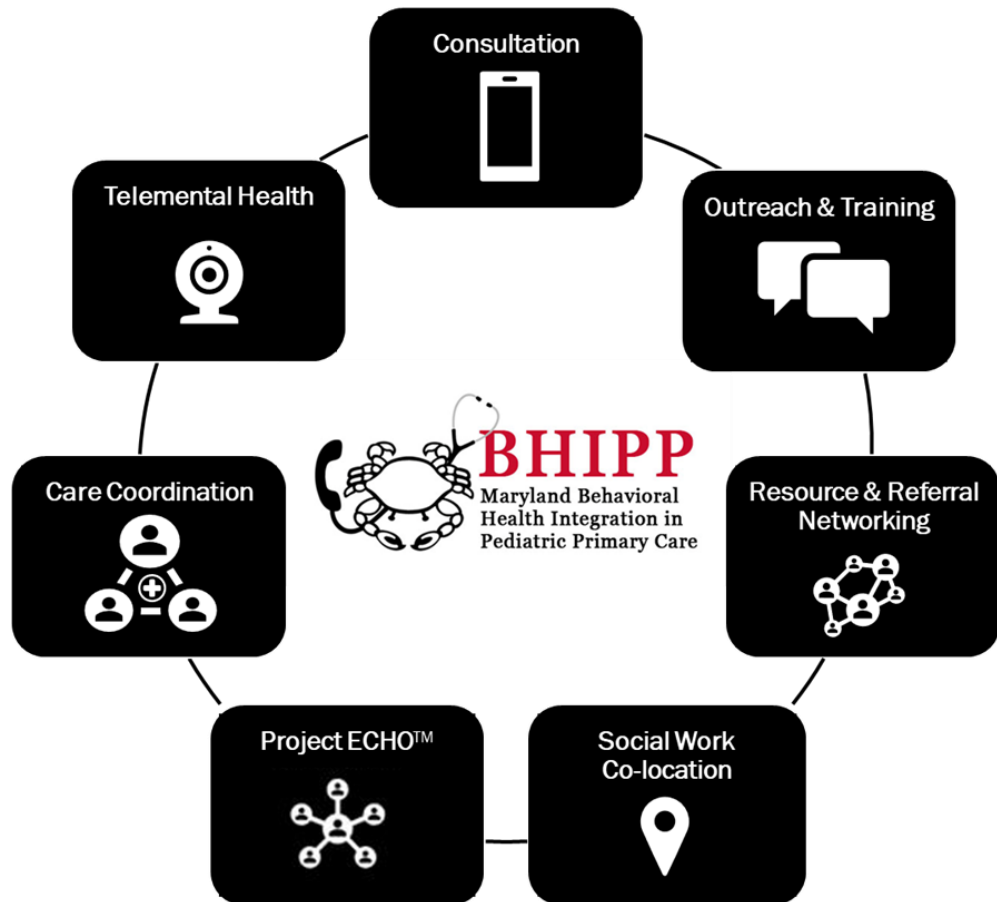 Consultation
Outreach & Training
Resource & Referral
Networking
Social Work
Co-location
Project ECHO™
Care Coordination
Telemental Health
BHIPP
Maryland Behavioral
Health Integration in
Pediatric Primary Care